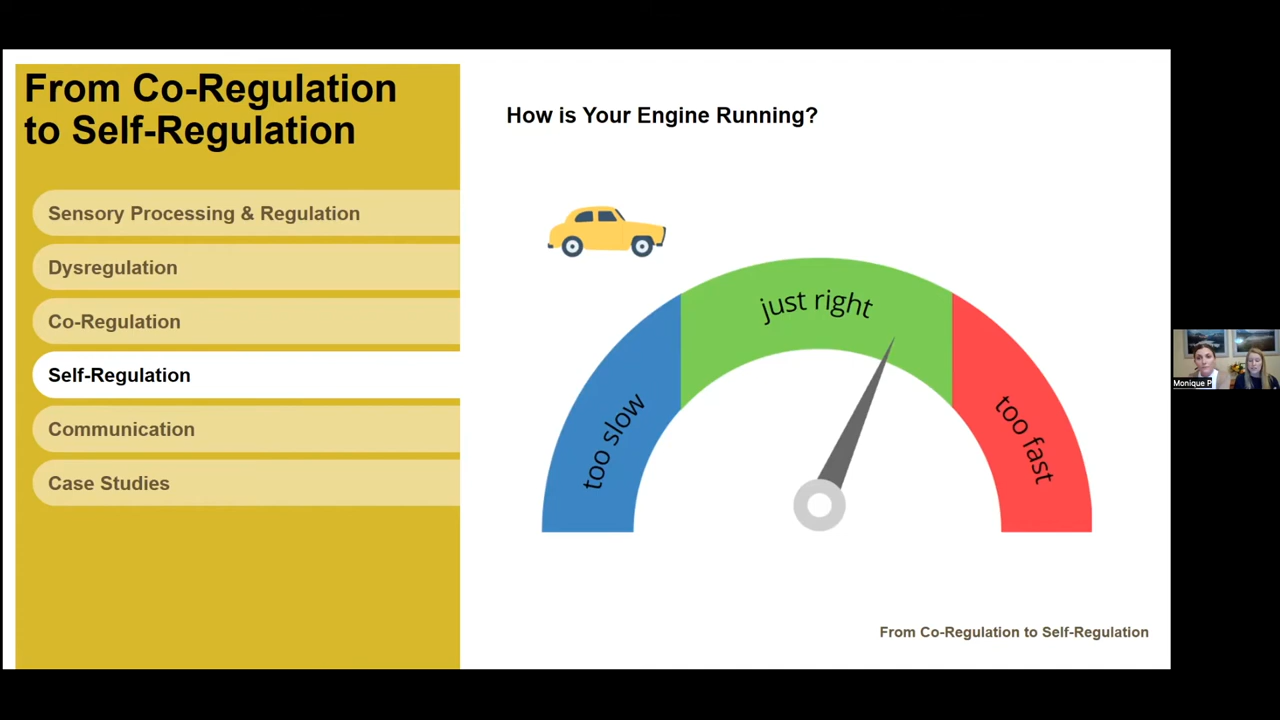 From Co-Regulation
to Self-Regulation
Sensory Processing & Regulation
Dysregulation
Co-Regulation
Self-Regulation
Communication
Case Studies
How is Your Engine Running?
too slow
just right
too fast
From Co-Regulation to Self-Regulation
Monique P